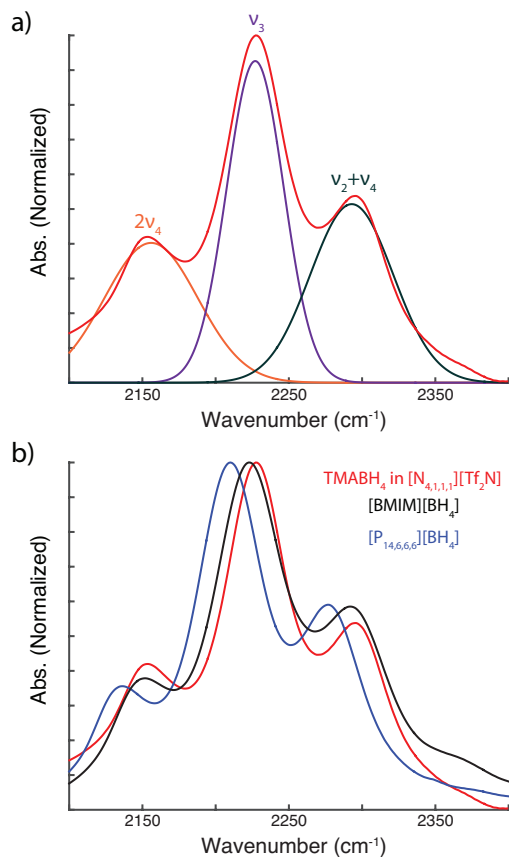 a)
ν₃
ν₂+ν₄
2ν₄
Abs. (Normalized)
2150 2250 2350
Wavenumber (cm⁻¹)
b)
TMABH₄ in [N₄,₁,₁,₁][Tf₂N]
[BMIM][BH₄]
[P₁₄,₆,₆,₆][BH₄]
Abs. (Normalized)
2150 2250 2350
Wavenumber (cm⁻¹)